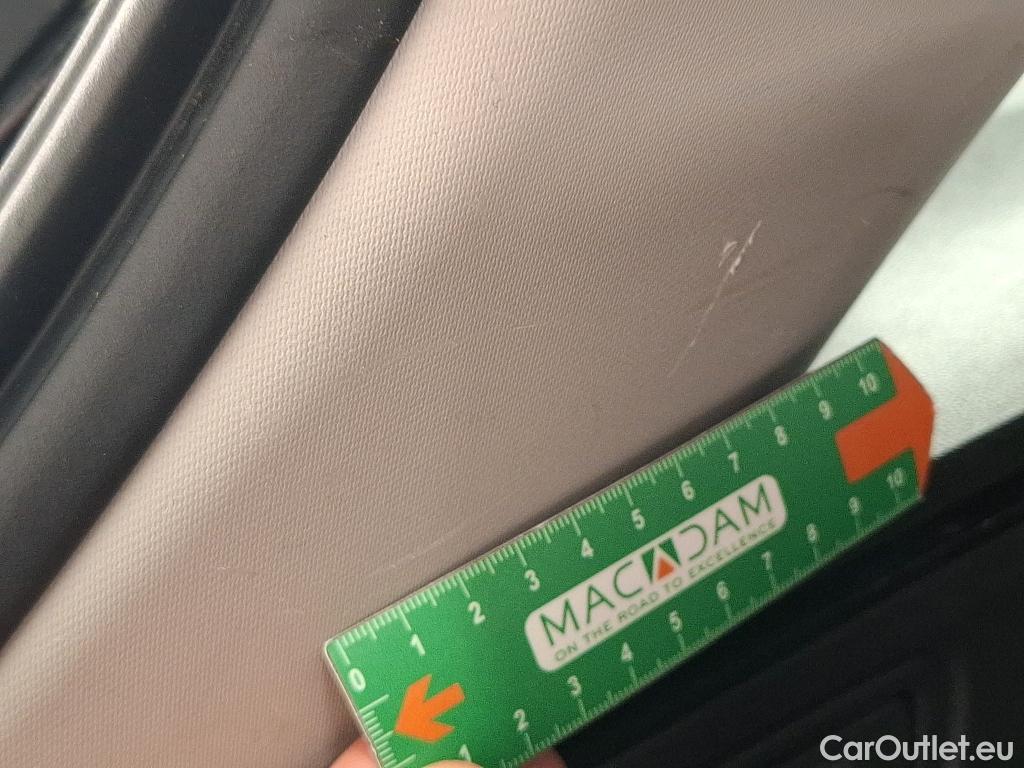 0 1 2 3 4 5 6 7 8 9 10
MACADAM
ON THE ROAD TO EXCELLENCE
1 2 3 4 5 6 7 8 9 10
CarOutlet.eu